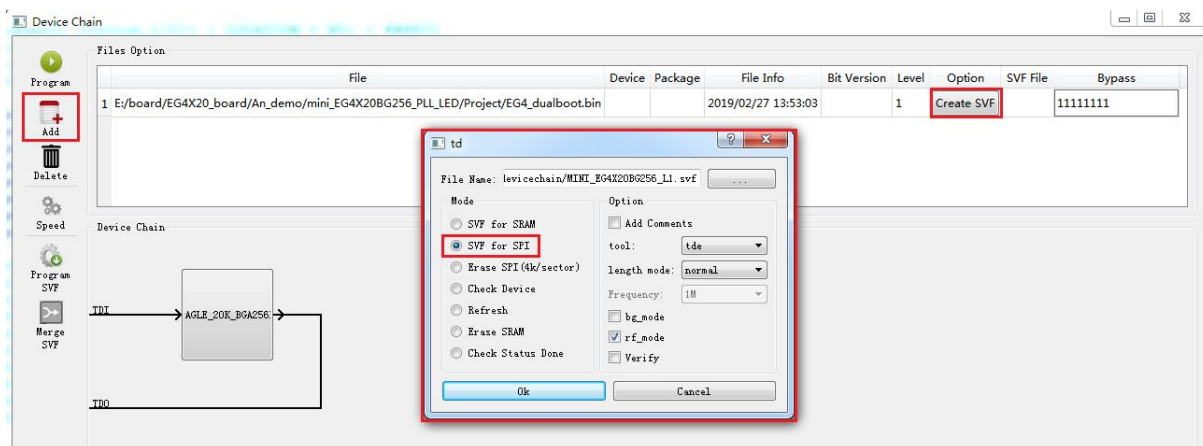 Device Chain
Files Option
Program
Add
Delete
Speed
Program
SVF
Merge
SVF
File Device Package File Info Bit Version Level Option SVF File Bypass
1 E:/board/EG4X20_board/An_demo/mini_EG4X20BG256_PLL_LED/Project/EG4_dualboot.bin 2019/02/27 13:53:03 1 Create SVF 11111111
td
File Name: levicechain/MINI_EG4X20BG256_L1.svf ...
Mode
SVF for SRAM
SVF for SPI
Erase SPI(4k/sector)
Check Device
Refresh
Erase SRAM
Check Status Done
Option
Add Comments
tool: tde
length mode: normal
Frequency: 1M
bg_mode
rf_mode
Verify
Ok Cancel
Device Chain
TDI
AGLE_20K_BGA256
TDO